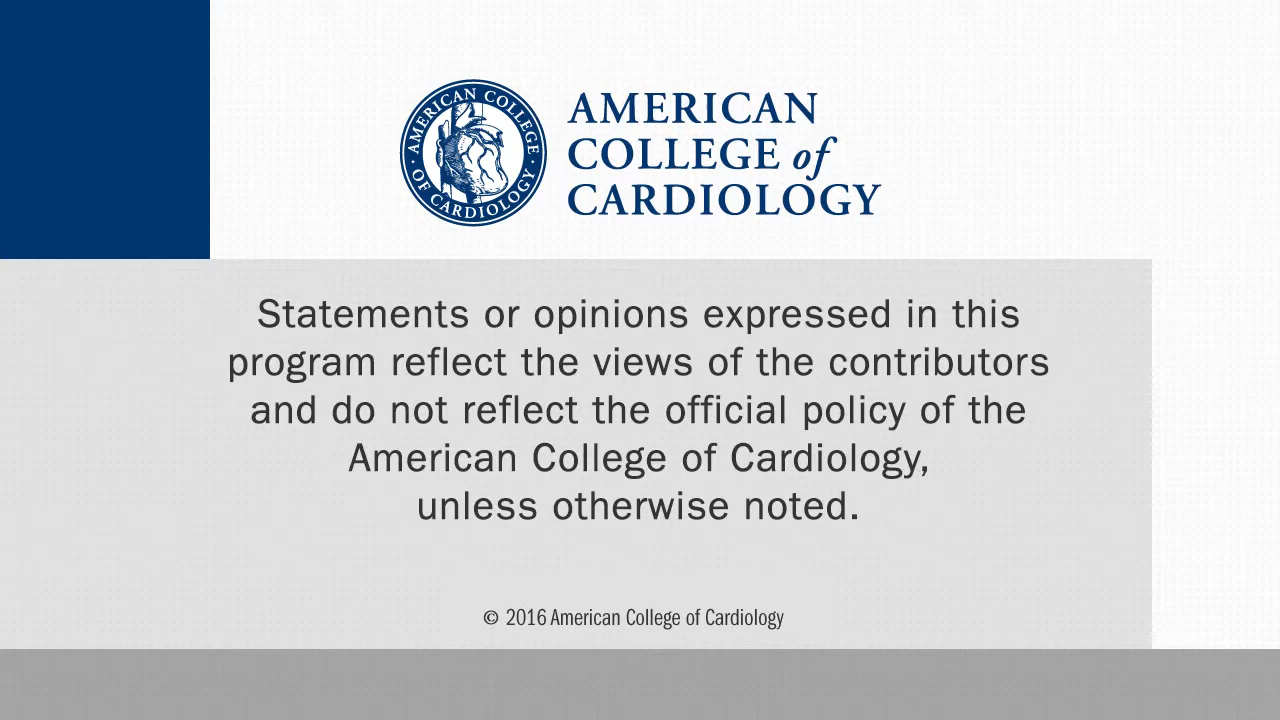 AMERICAN COLLEGE
· OF CARDIOLOGY ·
AMERICAN
COLLEGE of
CARDIOLOGY
Statements or opinions expressed in this
program reflect the views of the contributors
and do not reflect the official policy of the
American College of Cardiology,
unless otherwise noted.
© 2016 American College of Cardiology